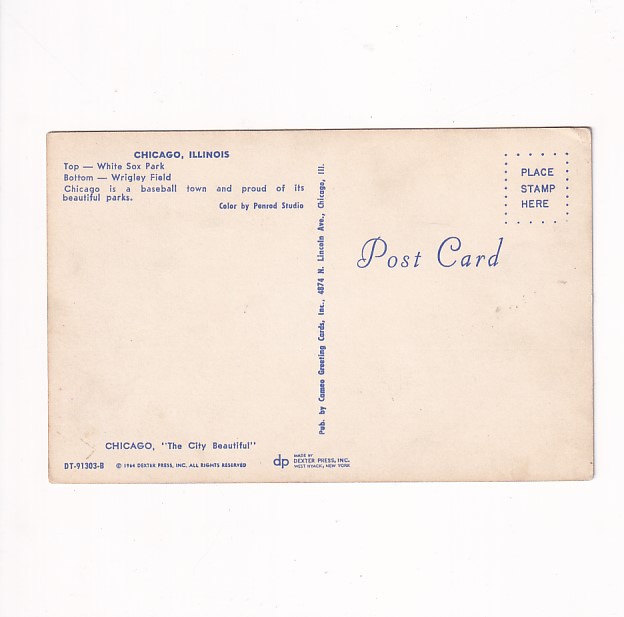 CHICAGO, ILLINOIS
Top — White Sox Park
Bottom — Wrigley Field
Chicago is a baseball town and proud of its
beautiful parks.
Color by Penrod Studio
CHICAGO, "The City Beautiful"
DT-91303-B © 1964 DEXTER PRESS, INC. ALL RIGHTS RESERVED
dp
MADE BY
DEXTER PRESS, INC.
WEST NYACK, NEW YORK
Pub. by Cameo Greeting Cards, Inc., 4874 N. Lincoln Ave., Chicago, Ill.
Post Card
PLACE
STAMP
HERE